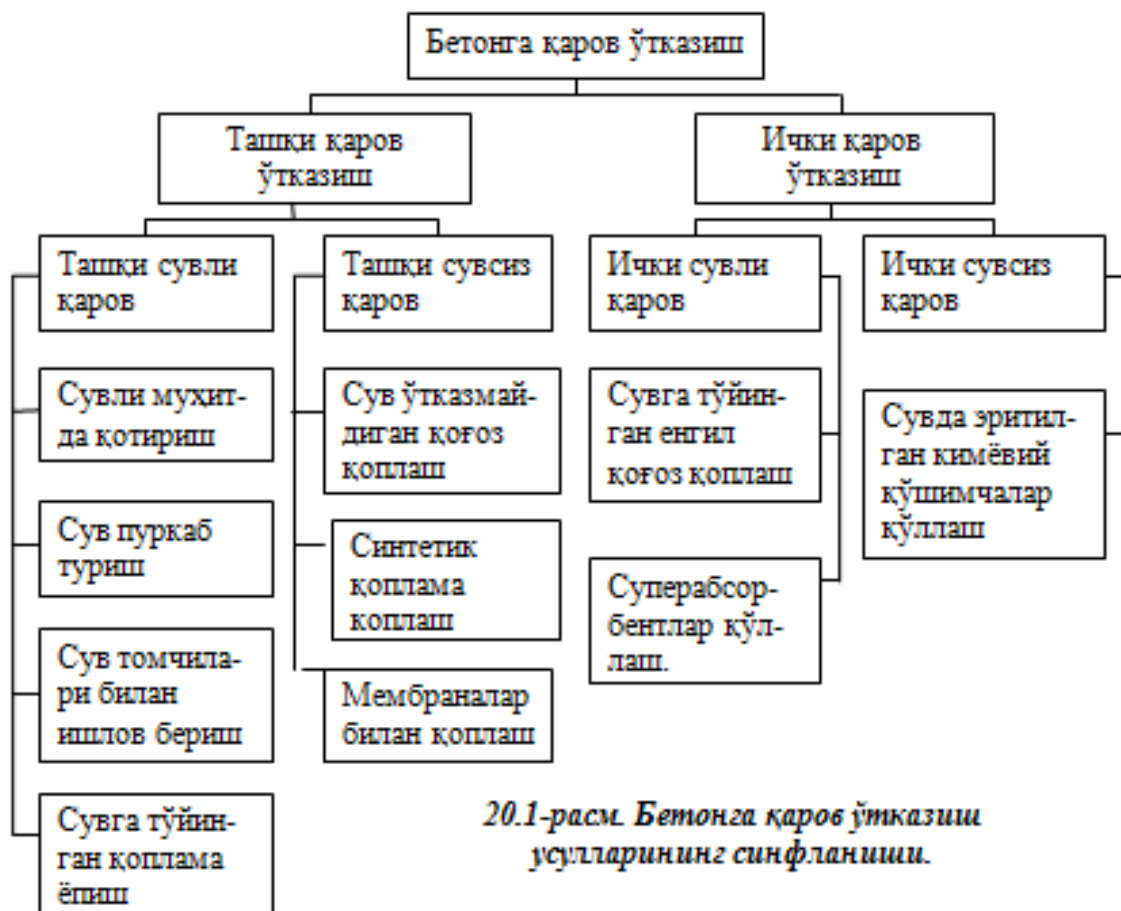 Бетонга қаров ўтказиш
Ташқи қаров
ўтказиш
Ички қаров
ўтказиш
Ташқи сувли
қаров
Ташқи сувсиз
қаров
Ички сувли
қаров
Ички сувсиз
қаров
Сувли муҳит-
да қотириш
Сув ўтказмай-
диган қоғоз
қоплаш
Сувга тўйин-
ган енгил
қоғоз қоплаш
Сувда эритил-
ган кимёвий
қўшимчалар
қўллаш
Сув пуркаб
туриш
Синтетик
қоплама
коплаш
Суперабсор-
бентлар қўл-
лаш.
Сув томчила-
ри билан
ишлов бериш
Мембраналар
билан қоплаш
Сувга тўйин-
ган қоплама
ёпиш
20.1-расм. Бетонга қаров ўтказиш
усулларининг синфланиши.